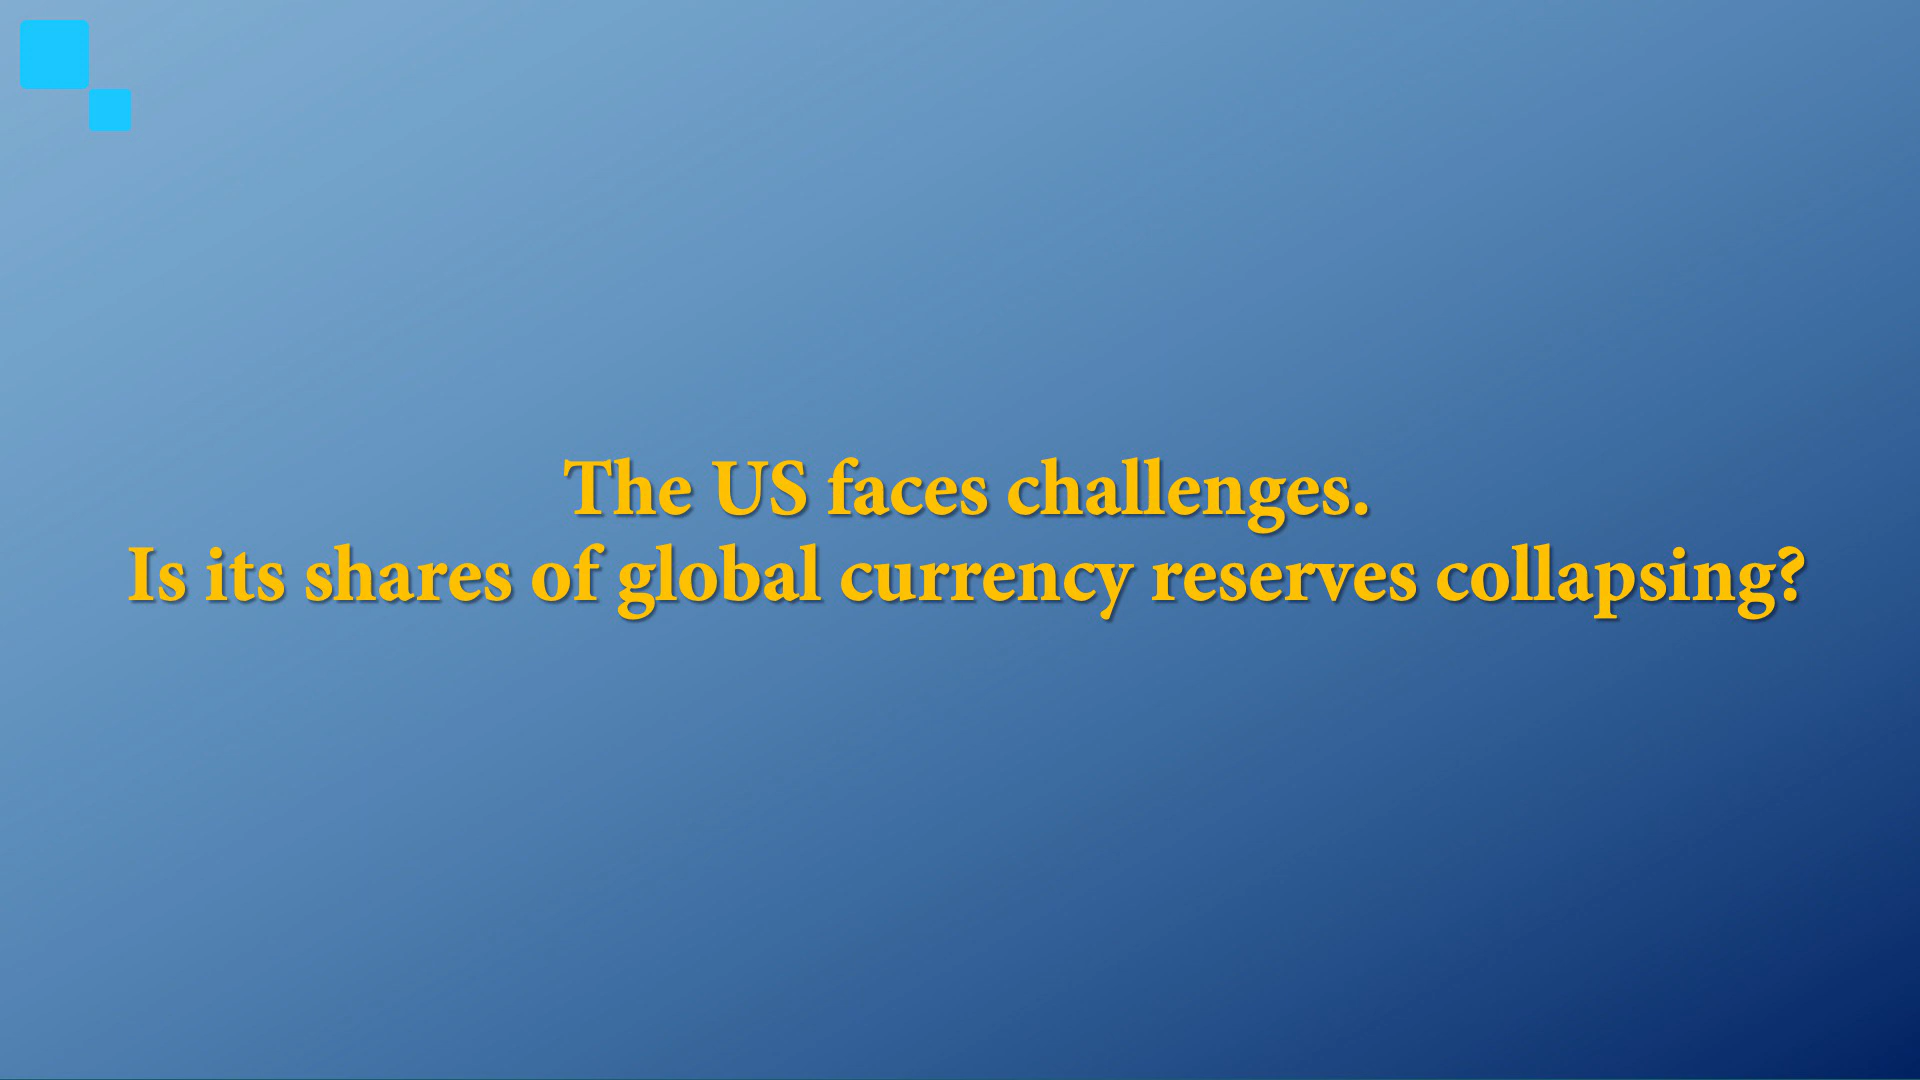 The US faces challenges.
Is its shares of global currency reserves collapsing?